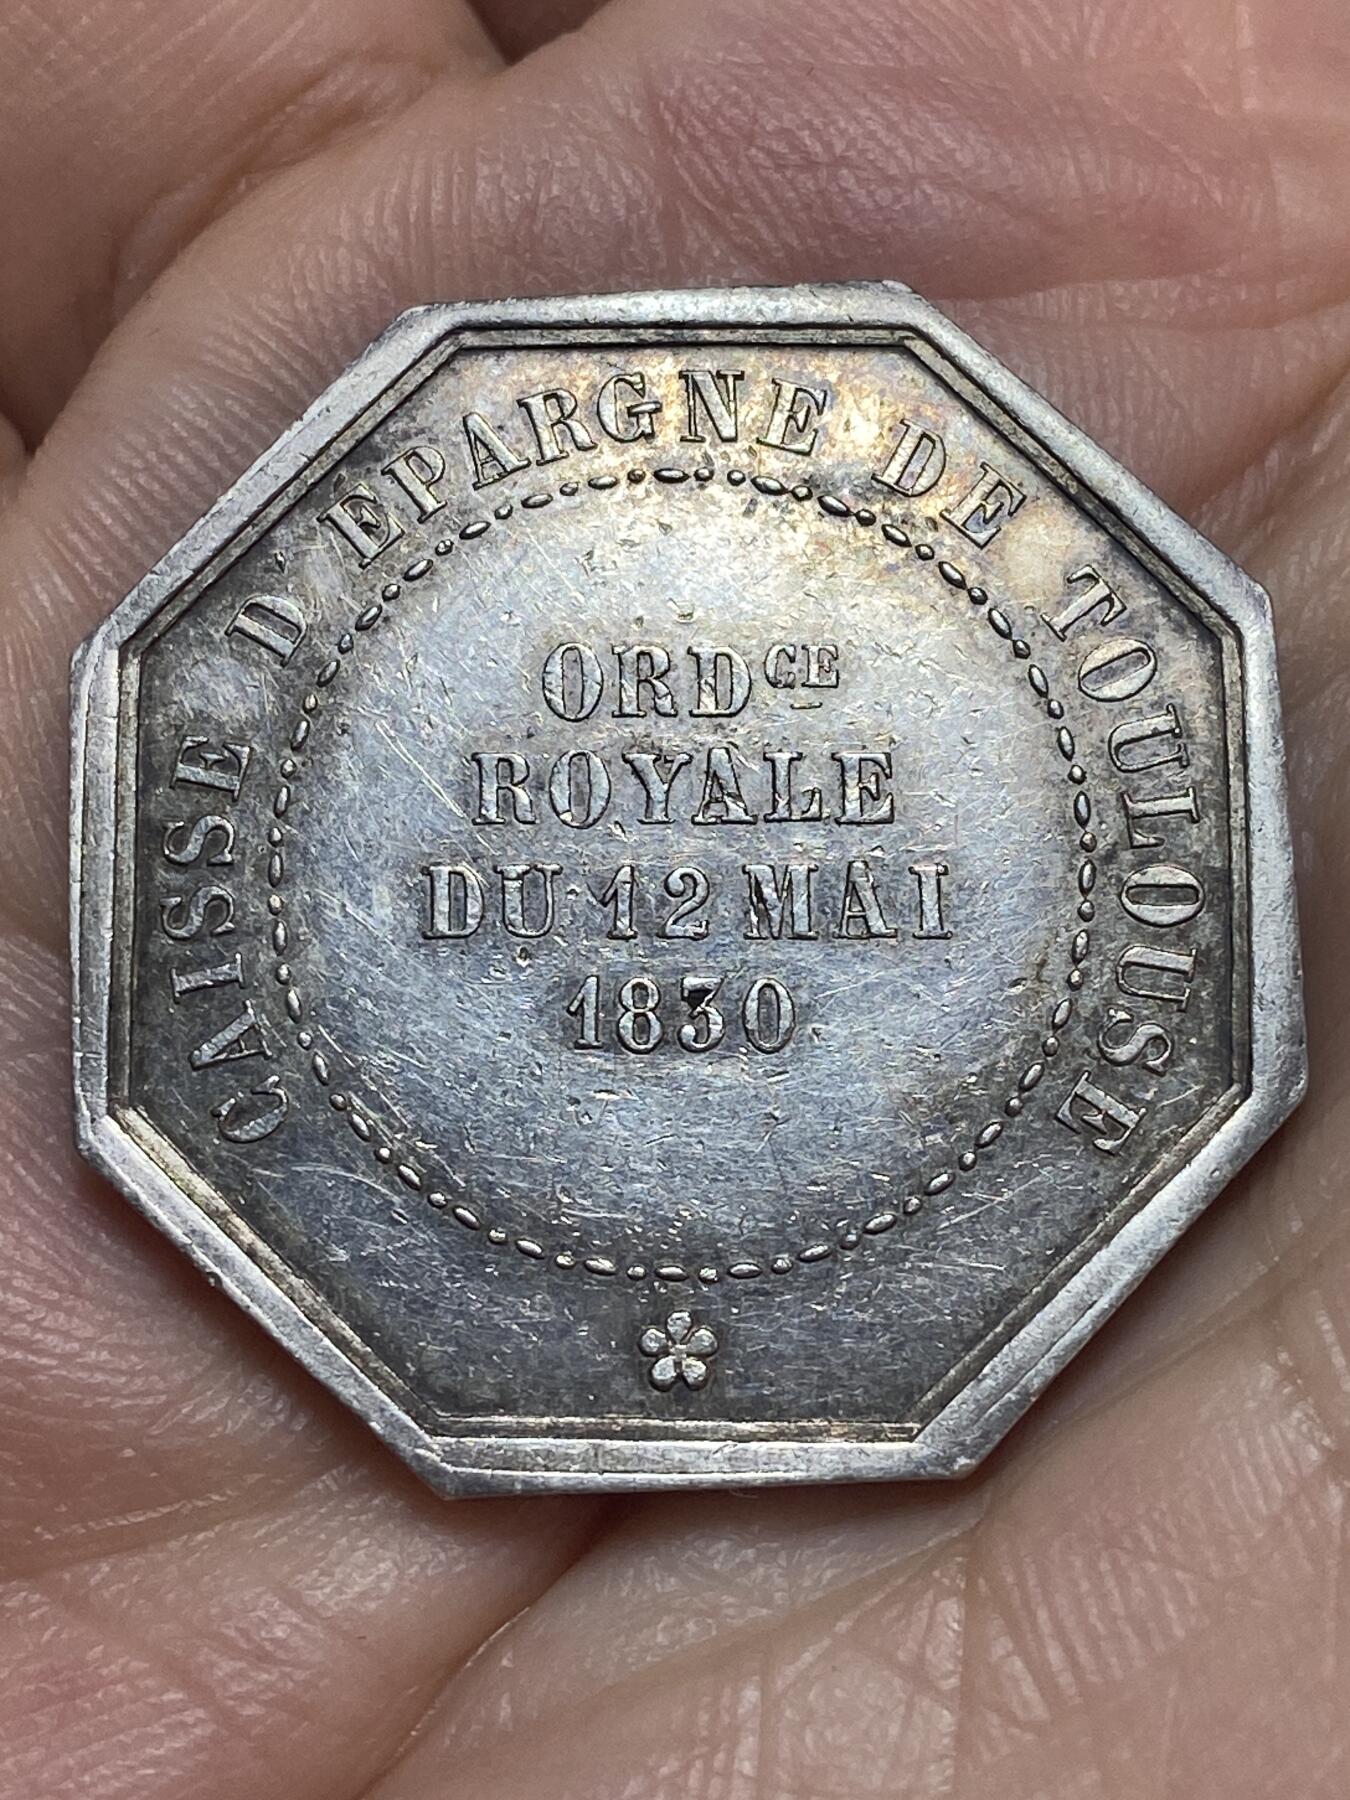 CAISSE D'EPARGNE DE TOULOUSE
ORDCE
ROYALE
DU 12 MAI
1830